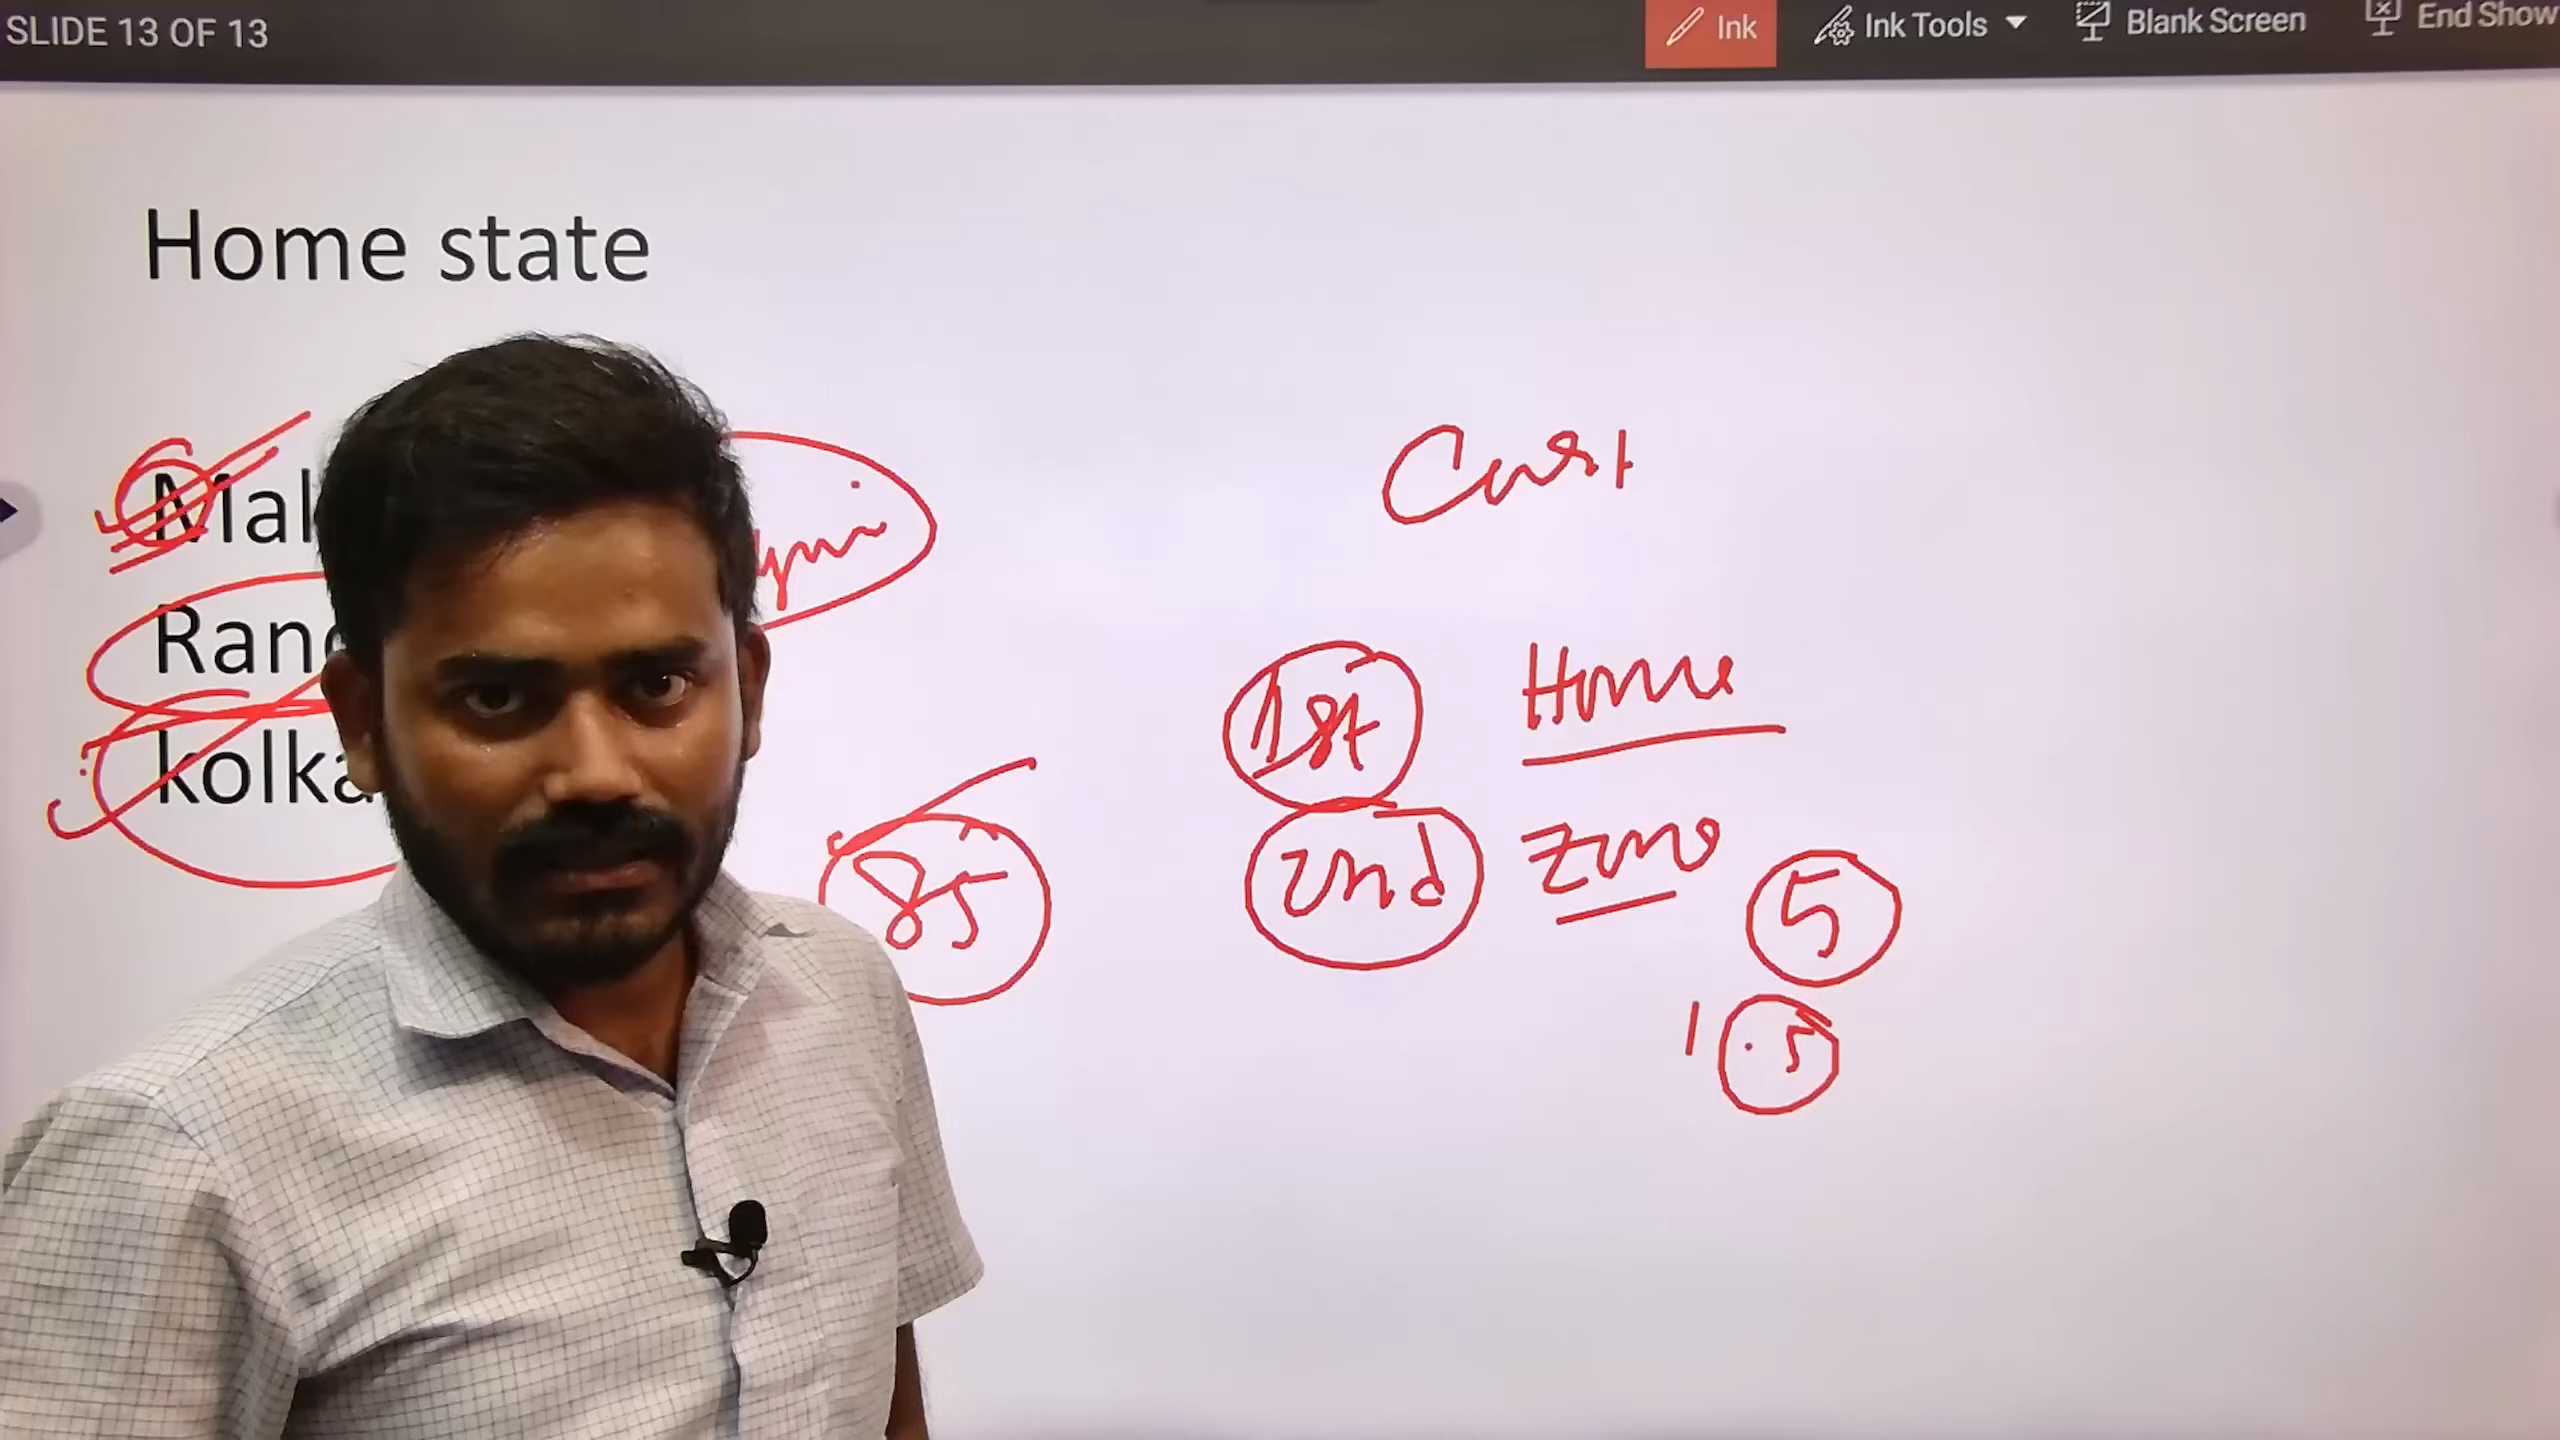 SLIDE 13 OF 13 Ink Ink Tools Blank Screen End Show
Home state
Mal
Ran
kolka
85
1st Home
2nd Zone
5
1 .5